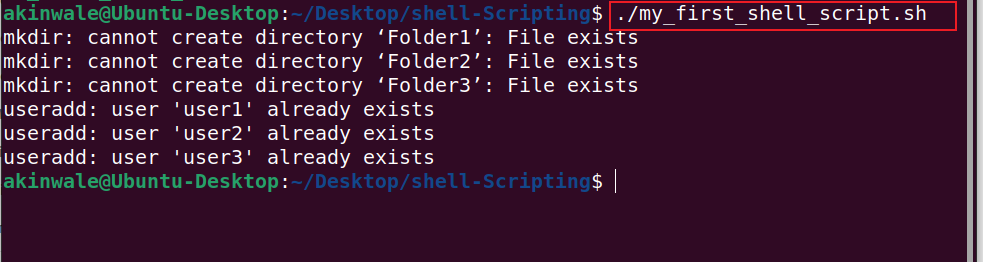 akinwale@Ubuntu-Desktop:~/Desktop/shell-Scripting$ ./my_first_shell_script.sh
mkdir: cannot create directory ‘Folder1’: File exists
mkdir: cannot create directory ‘Folder2’: File exists
mkdir: cannot create directory ‘Folder3’: File exists
useradd: user 'user1' already exists
useradd: user 'user2' already exists
useradd: user 'user3' already exists
akinwale@Ubuntu-Desktop:~/Desktop/shell-Scripting$